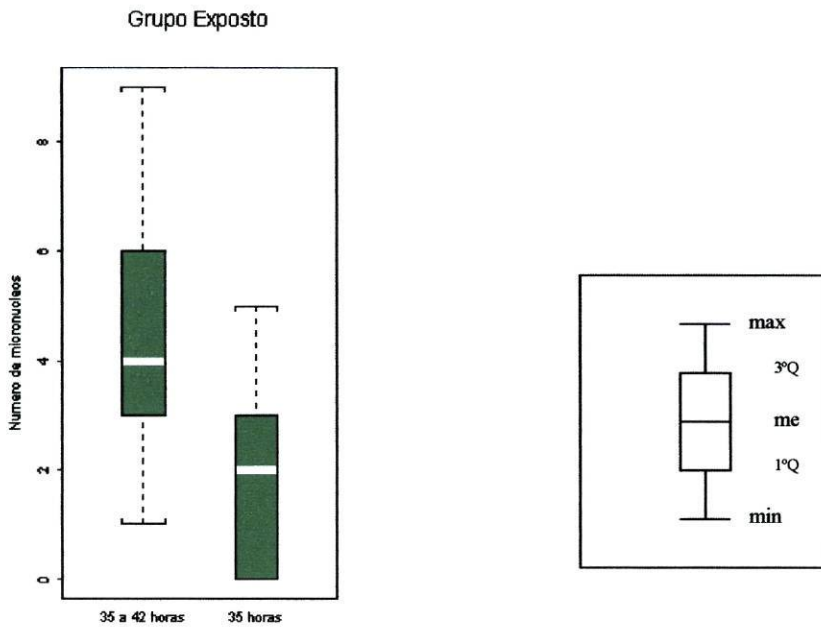 Grupo Exposto
Numero de micronucleos
8
6
4
2
0
35 a 42 horas
35 horas
max
3ºQ
me
1ºQ
min